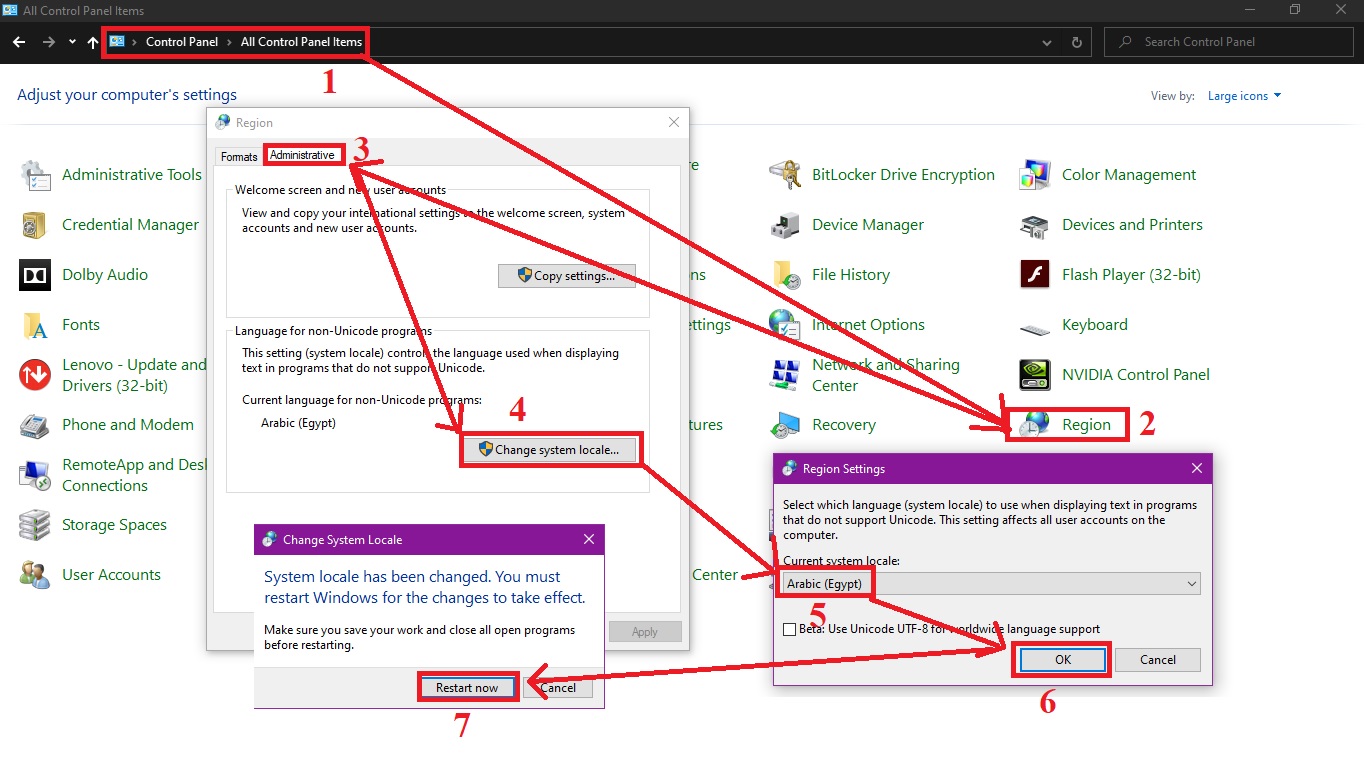 All Control Panel Items
Control Panel › All Control Panel Items
Search Control Panel
1
Adjust your computer's settings
View by: Large icons
Region
Formats
Administrative
3
Welcome screen and new user accounts
View and copy your international settings to the welcome screen, system
accounts and new user accounts.
Copy settings...
Language for non-Unicode programs
This setting (system locale) controls the language used when displaying
text in programs that do not support Unicode.
Current language for non-Unicode programs:
Arabic (Egypt)
4
Change system locale...
Apply
Administrative Tools
Credential Manager
Dolby Audio
Fonts
Lenovo - Update and
Drivers (32-bit)
Phone and Modem
RemoteApp and Desk
Connections
Storage Spaces
User Accounts
re
ns
ettings
tures
Center
BitLocker Drive Encryption
Device Manager
File History
Internet Options
Network and Sharing
Center
Recovery
Color Management
Devices and Printers
Flash Player (32-bit)
Keyboard
NVIDIA Control Panel
Region
2
Region Settings
Select which language (system locale) to use when displaying text in programs
that do not support Unicode. This setting affects all user accounts on the
computer.
Current system locale:
Arabic (Egypt)
5
Beta: Use Unicode UTF-8 for worldwide language support
OK
Cancel
6
Change System Locale
System locale has been changed. You must
restart Windows for the changes to take effect.
Make sure you save your work and close all open programs
before restarting.
Restart now
Cancel
7